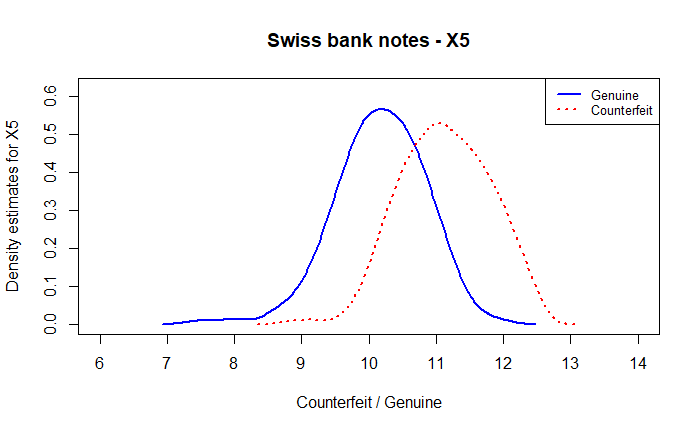 Swiss bank notes - X5
Genuine
Counterfeit
Density estimates for X5
0.6
0.5
0.4
0.3
0.2
0.1
0.0
6 7 8 9 10 11 12 13 14
Counterfeit / Genuine